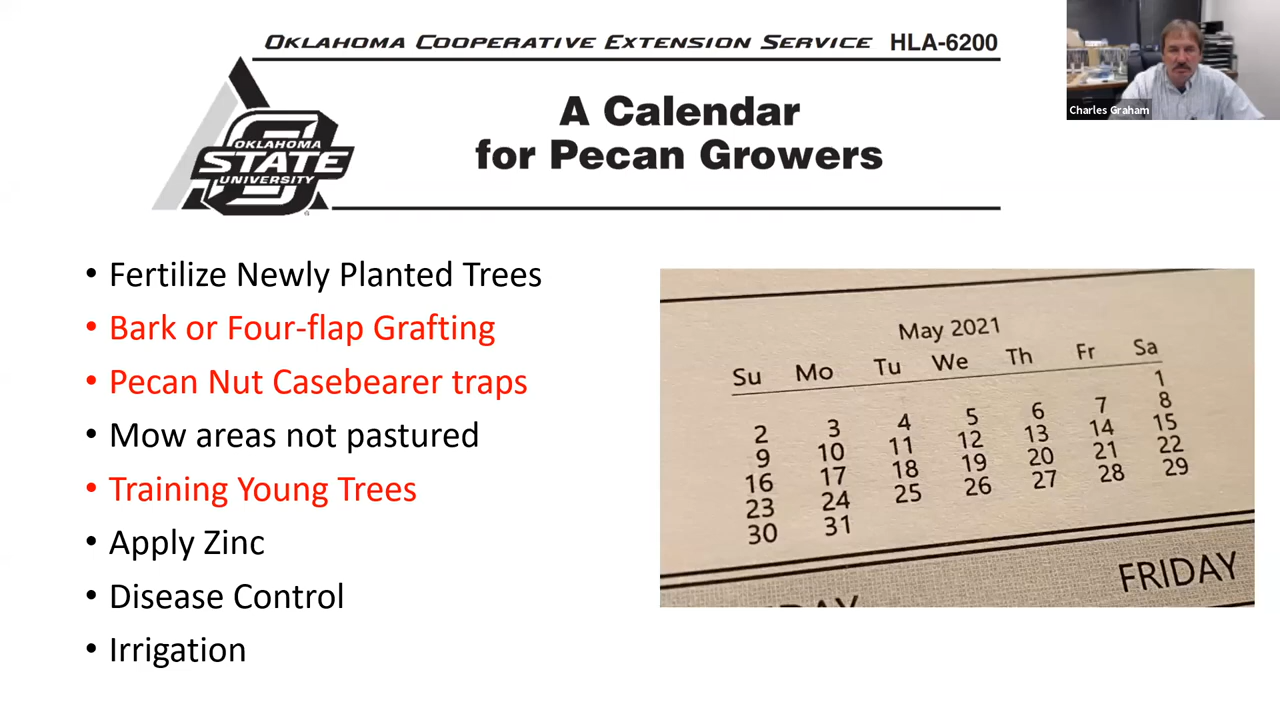 OKLAHOMA COOPERATIVE EXTENSION SERVICE HLA-6200
Charles Graham
A Calendar
for Pecan Growers
OKLAHOMA
STATE
UNIVERSITY
• Fertilize Newly Planted Trees
• Bark or Four-flap Grafting
• Pecan Nut Casebearer traps
• Mow areas not pastured
• Training Young Trees
• Apply Zinc
• Disease Control
• Irrigation
May 2021
Su Mo Tu We Th Fr Sa
1
2 3 4 5 6 7 8
9 10 11 12 13 14 15
16 17 18 19 20 21 22
23 24 25 26 27 28 29
30 31
FRIDAY